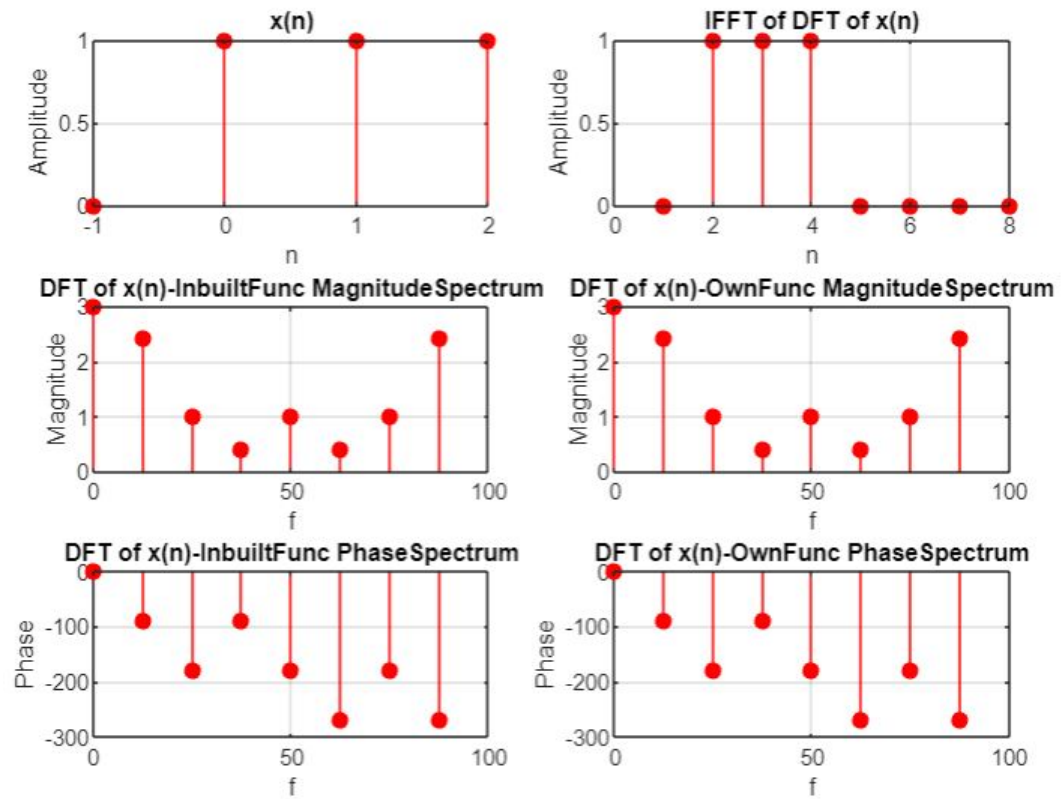 x(n)
1
0.5
0
Amplitude
-1 0 1 2
n
IFFT of DFT of x(n)
1
0.5
0
Amplitude
0 2 4 6 8
n
DFT of x(n)-InbuiltFunc MagnitudeSpectrum
3
2
1
0
Magnitude
0 50 100
f
DFT of x(n)-OwnFunc MagnitudeSpectrum
3
2
1
0
Magnitude
0 50 100
f
DFT of x(n)-InbuiltFunc PhaseSpectrum
0
-100
-200
-300
Phase
0 50 100
f
DFT of x(n)-OwnFunc PhaseSpectrum
0
-100
-200
-300
Phase
0 50 100
f